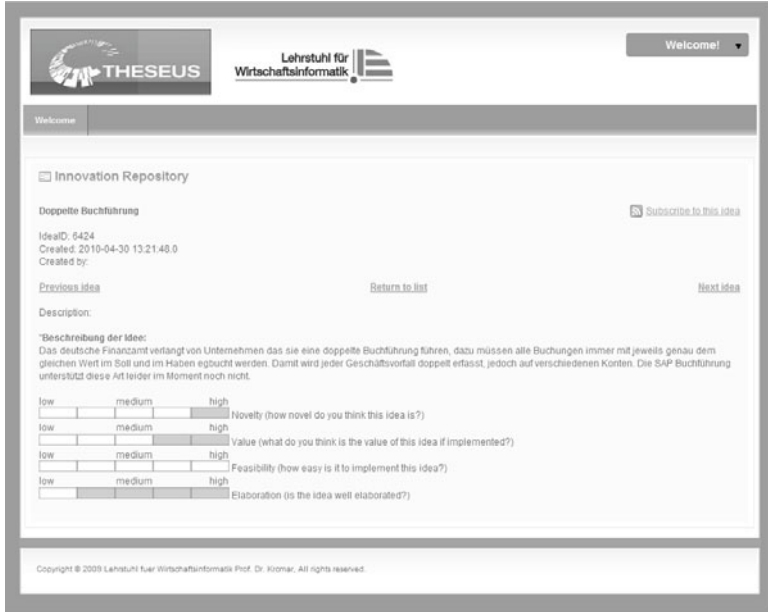 THESEUS
Lehrstuhl für
Wirtschaftsinformatik
Welcome!
Welcome
Innovation Repository
Doppelte Buchführung
Subscribe to this idea
IdeaID: 6424
Created: 2010-04-30 13:21:48.0
Created by:
Previous idea Return to list Next idea
Description:
"Beschreibung der Idee:
Das deutsche Finanzamt verlangt von Unternehmen das sie eine doppelte Buchführung führen, dazu müssen alle Buchungen immer mit jeweils genau dem
gleichen Wert im Soll und im Haben egbucht werden. Damit wird jeder Geschäftsvorfall doppelt erfasst, jedoch auf verschiedenen Konten. Die SAP Buchführung
unterstützt diese Art leider im Moment noch nicht.
low medium high
Novelty (how novel do you think this idea is?)
low medium high
Value (what do you think is the value of this idea if implemented?)
low medium high
Feasibility (how easy is it to implement this idea?)
low medium high
Elaboration (is the idea well elaborated?)
Copyright © 2009 Lehrstuhl fuer Wirtschaftsinformatik Prof. Dr. Krcmar, All rights reserved.